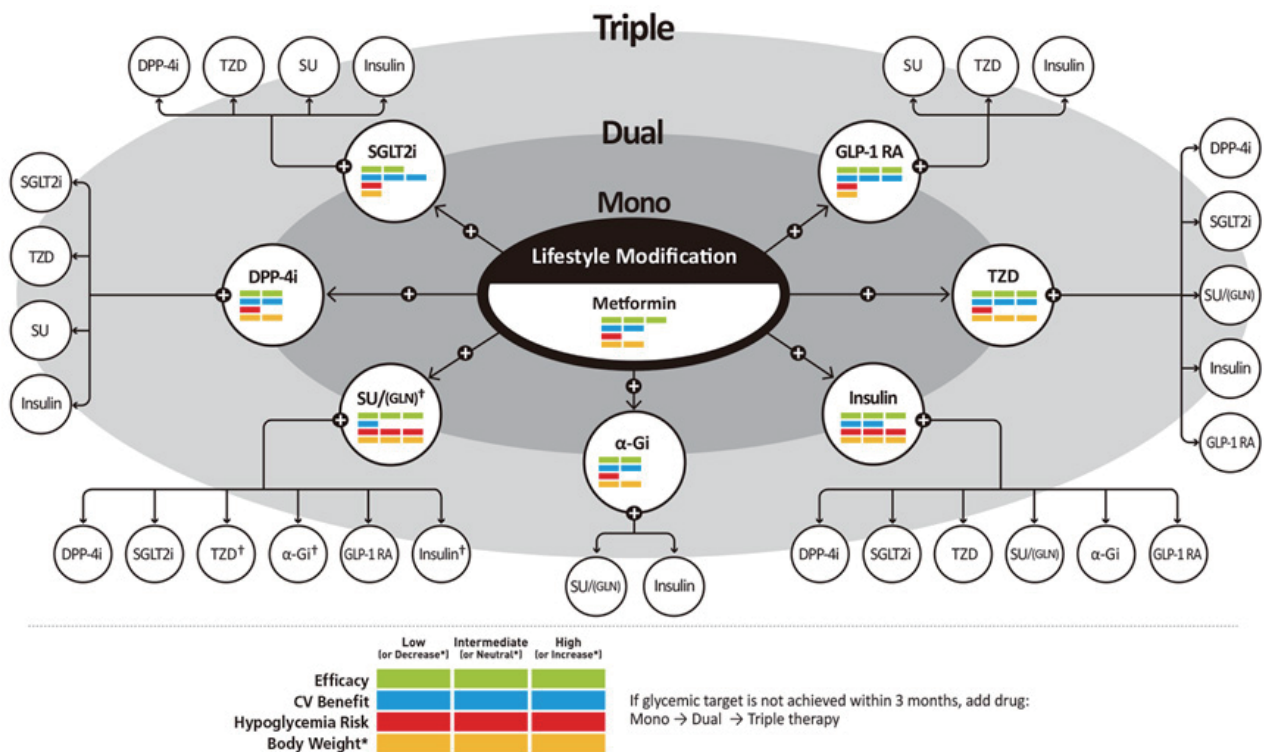 Triple
DPP-4i
TZD
SU
Insulin
SU
TZD
Insulin
Dual
SGLT2i
GLP-1 RA
DPP-4i
SGLT2i
Mono
Lifestyle Modification
SGLT2i
TZD
DPP-4i
TZD
SU/(GLN)
Metformin
SU
Insulin
Insulin
SU/(GLN)†
Insulin
α-Gi
GLP-1 RA
DPP-4i
SGLT2i
TZD†
α-Gi†
GLP-1 RA
Insulin†
SU/(GLN)
Insulin
DPP-4i
SGLT2i
TZD
SU/(GLN)
α-Gi
GLP-1 RA
Low
(or Decrease*)
Intermediate
(or Neutral*)
High
(or Increase*)
Efficacy
CV Benefit
Hypoglycemia Risk
Body Weight*
If glycemic target is not achieved within 3 months, add drug:
Mono → Dual → Triple therapy